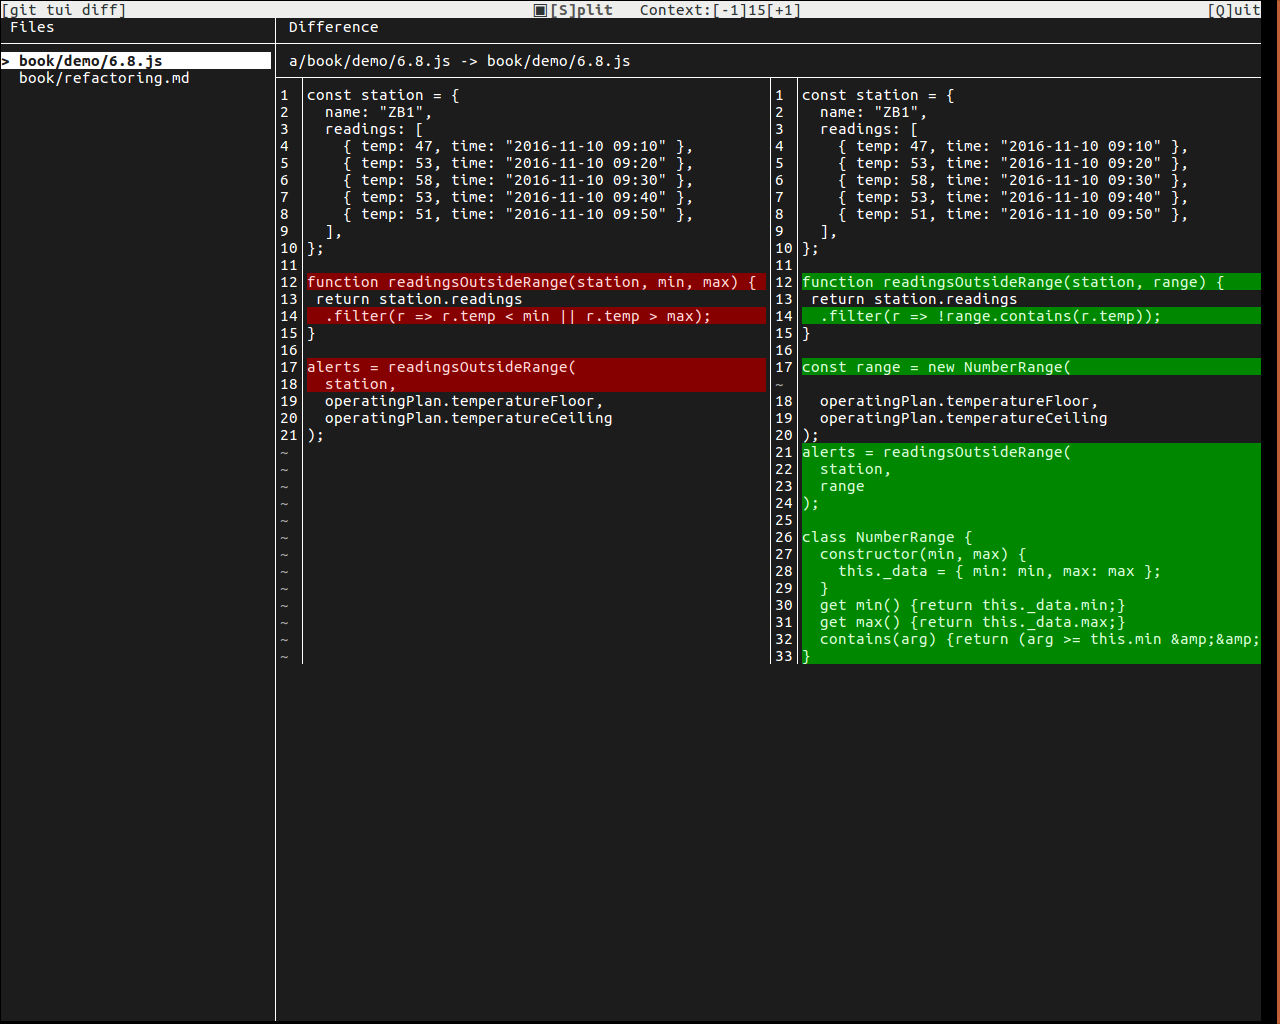 [git tui diff] ▣[S]plit Context:[-1]15[+1] [Q]uit
Files
> book/demo/6.8.js
book/refactoring.md
Difference
a/book/demo/6.8.js -> book/demo/6.8.js
1 const station = {
2   name: "ZB1",
3   readings: [
4     { temp: 47, time: "2016-11-10 09:10" },
5     { temp: 53, time: "2016-11-10 09:20" },
6     { temp: 58, time: "2016-11-10 09:30" },
7     { temp: 53, time: "2016-11-10 09:40" },
8     { temp: 51, time: "2016-11-10 09:50" },
9   ],
10 };
11
12 function readingsOutsideRange(station, min, max) {
13  return station.readings
14   .filter(r => r.temp < min || r.temp > max);
15 }
16
17 alerts = readingsOutsideRange(
18   station,
19   operatingPlan.temperatureFloor,
20   operatingPlan.temperatureCeiling
21 );
~
~
~
~
~
~
~
~
~
~
~
~
~
1 const station = {
2   name: "ZB1",
3   readings: [
4     { temp: 47, time: "2016-11-10 09:10" },
5     { temp: 53, time: "2016-11-10 09:20" },
6     { temp: 58, time: "2016-11-10 09:30" },
7     { temp: 53, time: "2016-11-10 09:40" },
8     { temp: 51, time: "2016-11-10 09:50" },
9   ],
10 };
11
12 function readingsOutsideRange(station, range) {
13  return station.readings
14   .filter(r => !range.contains(r.temp));
15 }
16
17 const range = new NumberRange(
~
18   operatingPlan.temperatureFloor,
19   operatingPlan.temperatureCeiling
20 );
21 alerts = readingsOutsideRange(
22   station,
23   range
24 );
25
26 class NumberRange {
27   constructor(min, max) {
28     this._data = { min: min, max: max };
29   }
30   get min() {return this._data.min;}
31   get max() {return this._data.max;}
32   contains(arg) {return (arg >= this.min &amp;&amp;
33 }